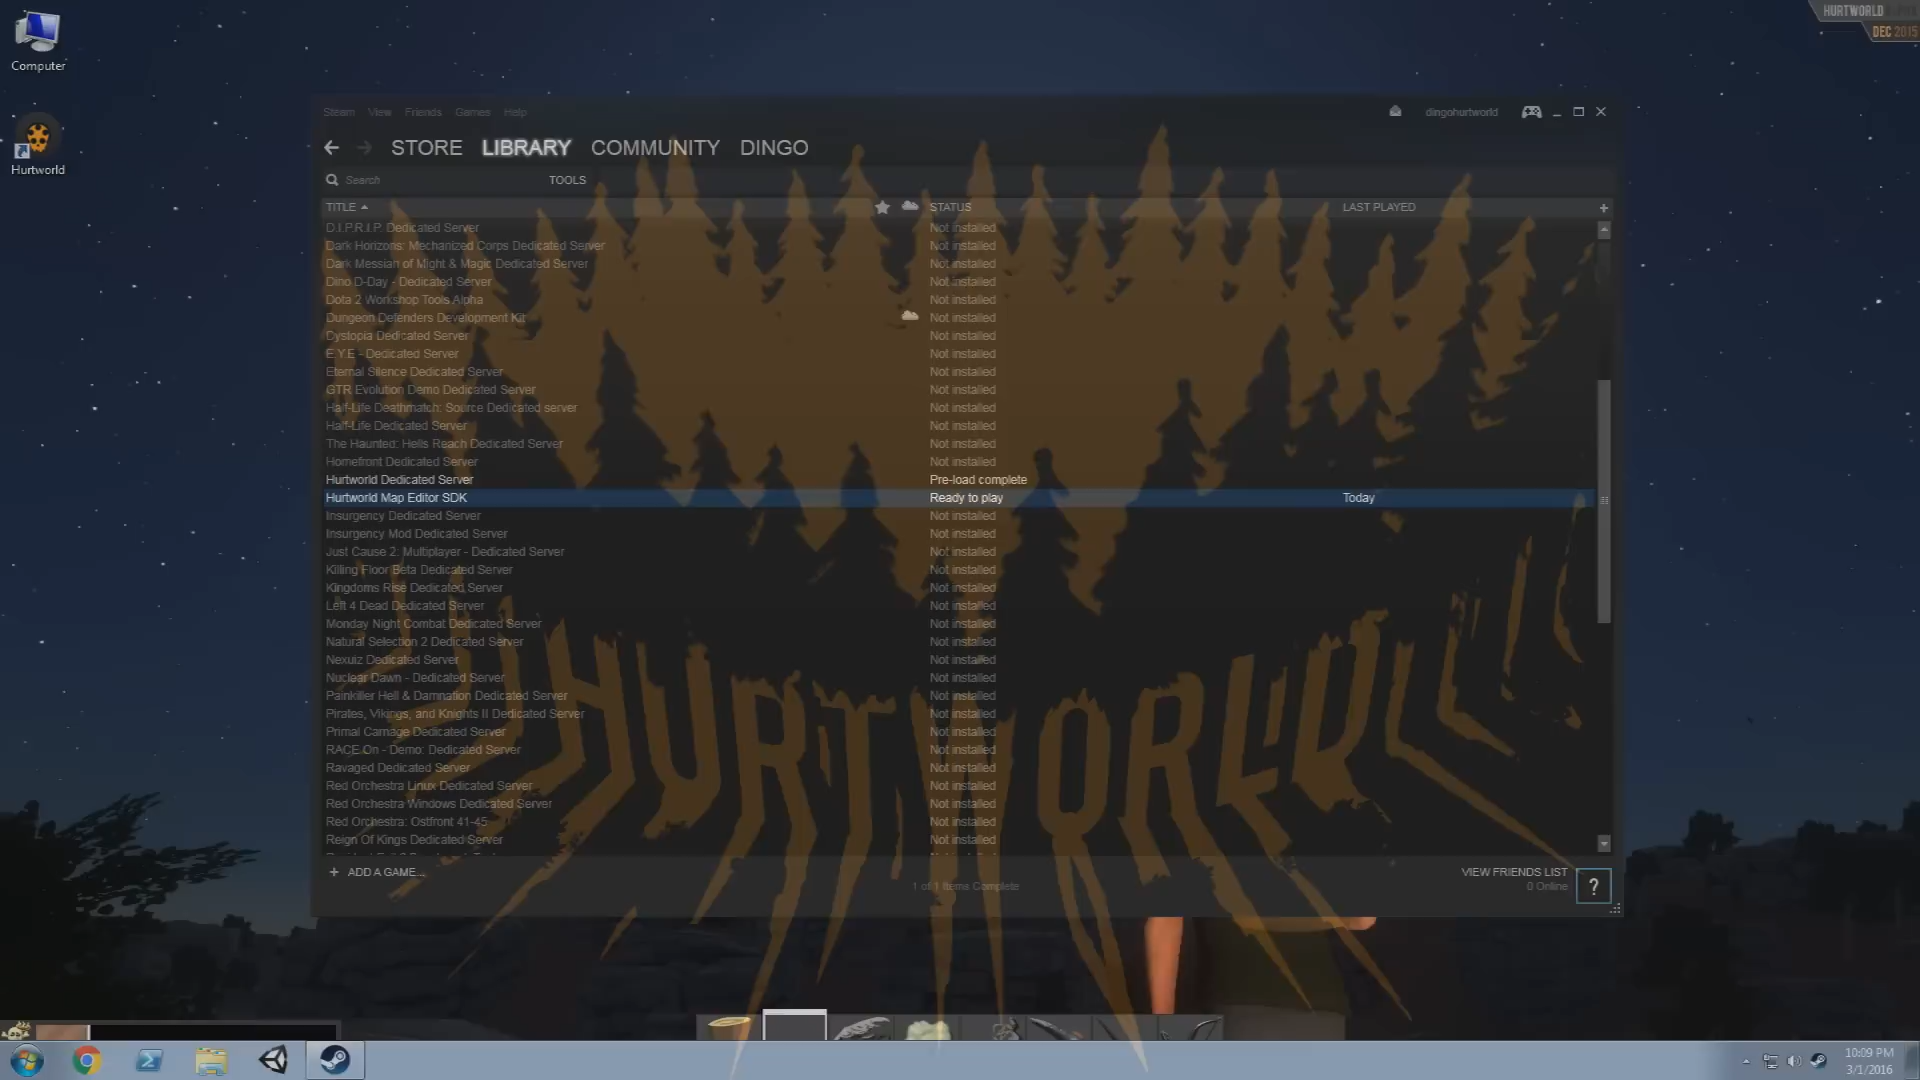 HURTWORLD
DEC 2015
Computer
Hurtworld
Steam View Friends Games Help
dingohurtworld
STORE LIBRARY COMMUNITY DINGO
Search TOOLS
TITLE STATUS LAST PLAYED
D.I.P.R.I.P. Dedicated Server Not installed
Dark Horizons: Mechanized Corps Dedicated Server Not installed
Dark Messiah of Might & Magic Dedicated Server Not installed
Dino D-Day - Dedicated Server Not installed
Dota 2 Workshop Tools Alpha Not installed
Dungeon Defenders Development Kit Not installed
Dystopia Dedicated Server Not installed
E.Y.E - Dedicated Server Not installed
Eternal Silence Dedicated Server Not installed
GTR Evolution Demo Dedicated Server Not installed
Half-Life Deathmatch: Source Dedicated server Not installed
Half-Life Dedicated Server Not installed
The Haunted: Hells Reach Dedicated Server Not installed
Homefront Dedicated Server Not installed
Hurtworld Dedicated Server Pre-load complete
Hurtworld Map Editor SDK Ready to play Today
Insurgency Dedicated Server Not installed
Insurgency Mod Dedicated Server Not installed
Just Cause 2: Multiplayer - Dedicated Server Not installed
Killing Floor Beta Dedicated Server Not installed
Kingdoms Rise Dedicated Server Not installed
Left 4 Dead Dedicated Server Not installed
Monday Night Combat Dedicated Server Not installed
Natural Selection 2 Dedicated Server Not installed
Nexuiz Dedicated Server Not installed
Nuclear Dawn - Dedicated Server Not installed
Painkiller Hell & Damnation Dedicated Server Not installed
Pirates, Vikings, and Knights II Dedicated Server Not installed
Primal Carnage Dedicated Server Not installed
RACE On - Demo: Dedicated Server Not installed
Ravaged Dedicated Server Not installed
Red Orchestra Linux Dedicated Server Not installed
Red Orchestra Windows Dedicated Server Not installed
Red Orchestra: Ostfront 41-45 Not installed
Reign Of Kings Dedicated Server Not installed
HURTWORLD
+ ADD A GAME...
1 of 1 Items Complete
VIEW FRIENDS LIST
0 Online
?
10:09 PM
3/1/2016